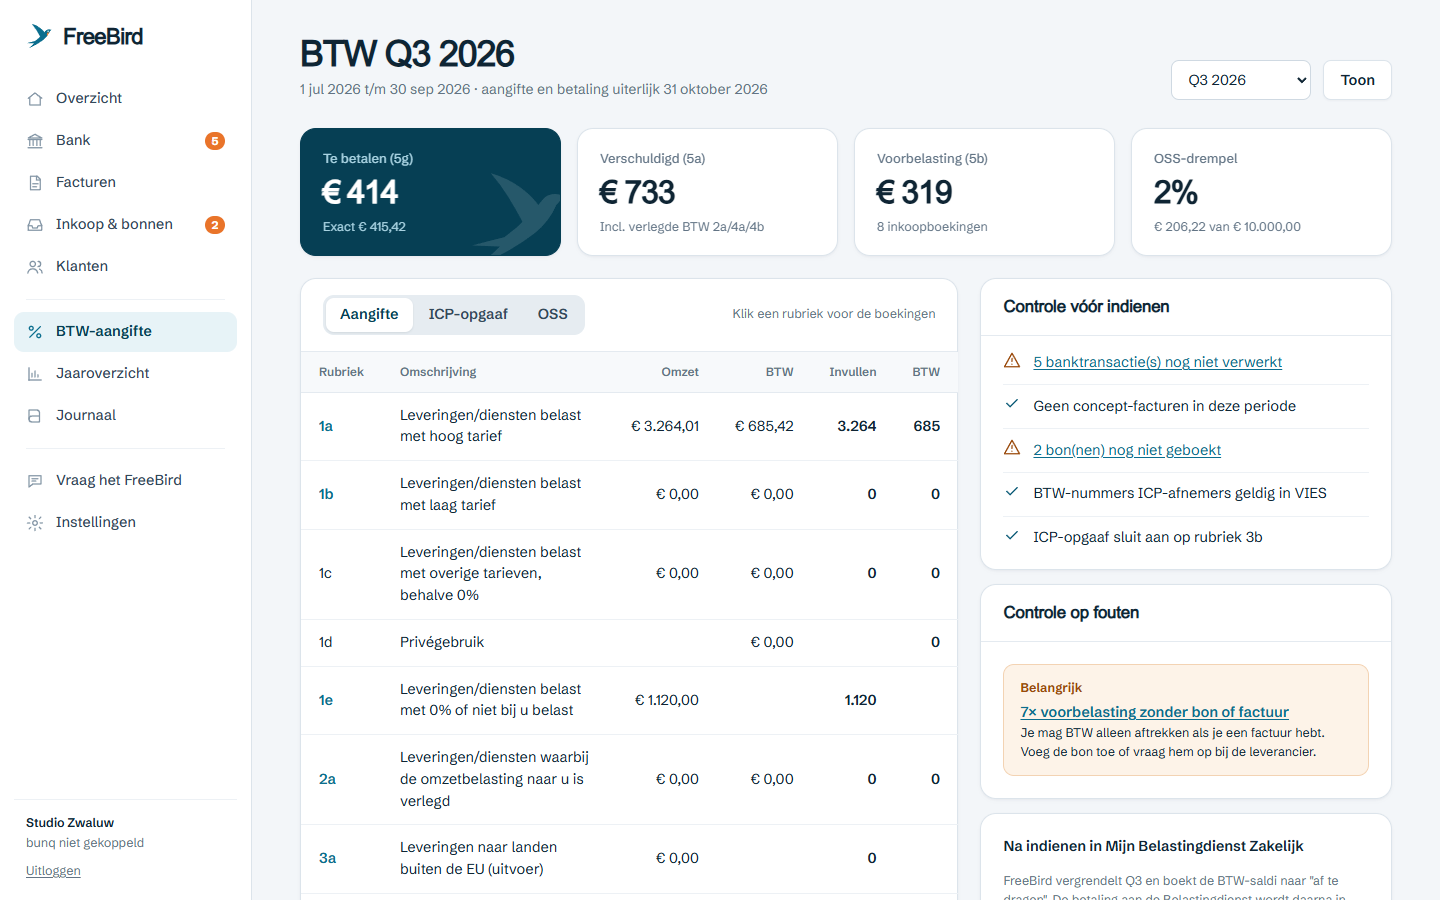 FreeBird
Overzicht
Bank 5
Facturen
Inkoop & bonnen 2
Klanten
BTW-aangifte
Jaaroverzicht
Journaal
Vraag het FreeBird
Instellingen
Studio Zwaluw
bunq niet gekoppeld
Uitloggen
BTW Q3 2026
1 jul 2026 t/m 30 sep 2026 · aangifte en betaling uiterlijk 31 oktober 2026
Q3 2026
Toon
Te betalen (5g)
€ 414
Exact € 415,42
Verschuldigd (5a)
€ 733
Incl. verlegde BTW 2a/4a/4b
Voorbelasting (5b)
€ 319
8 inkoopboekingen
OSS-drempel
2%
€ 206,22 van € 10.000,00
Aangifte ICP-opgaaf OSS
Klik een rubriek voor de boekingen
Rubriek Omschrijving Omzet BTW Invullen BTW
1a Leveringen/diensten belast met hoog tarief € 3.264,01 € 685,42 3.264 685
1b Leveringen/diensten belast met laag tarief € 0,00 € 0,00 0 0
1c Leveringen/diensten belast met overige tarieven, behalve 0% € 0,00 € 0,00 0 0
1d Privégebruik € 0,00 0
1e Leveringen/diensten belast met 0% of niet bij u belast € 1.120,00 1.120
2a Leveringen/diensten waarbij de omzetbelasting naar u is verlegd € 0,00 € 0,00 0 0
3a Leveringen naar landen buiten de EU (uitvoer) € 0,00 0
Controle vóór indienen
5 banktransactie(s) nog niet verwerkt
Geen concept-facturen in deze periode
2 bon(nen) nog niet geboekt
BTW-nummers ICP-afnemers geldig in VIES
ICP-opgaaf sluit aan op rubriek 3b
Controle op fouten
Belangrijk
7× voorbelasting zonder bon of factuur
Je mag BTW alleen aftrekken als je een factuur hebt.
Voeg de bon toe of vraag hem op bij de leverancier.
Na indienen in Mijn Belastingdienst Zakelijk
FreeBird vergrendelt Q3 en boekt de BTW-saldi naar "af te
dragen". De betaling aan de Belastingdienst wordt daarna in